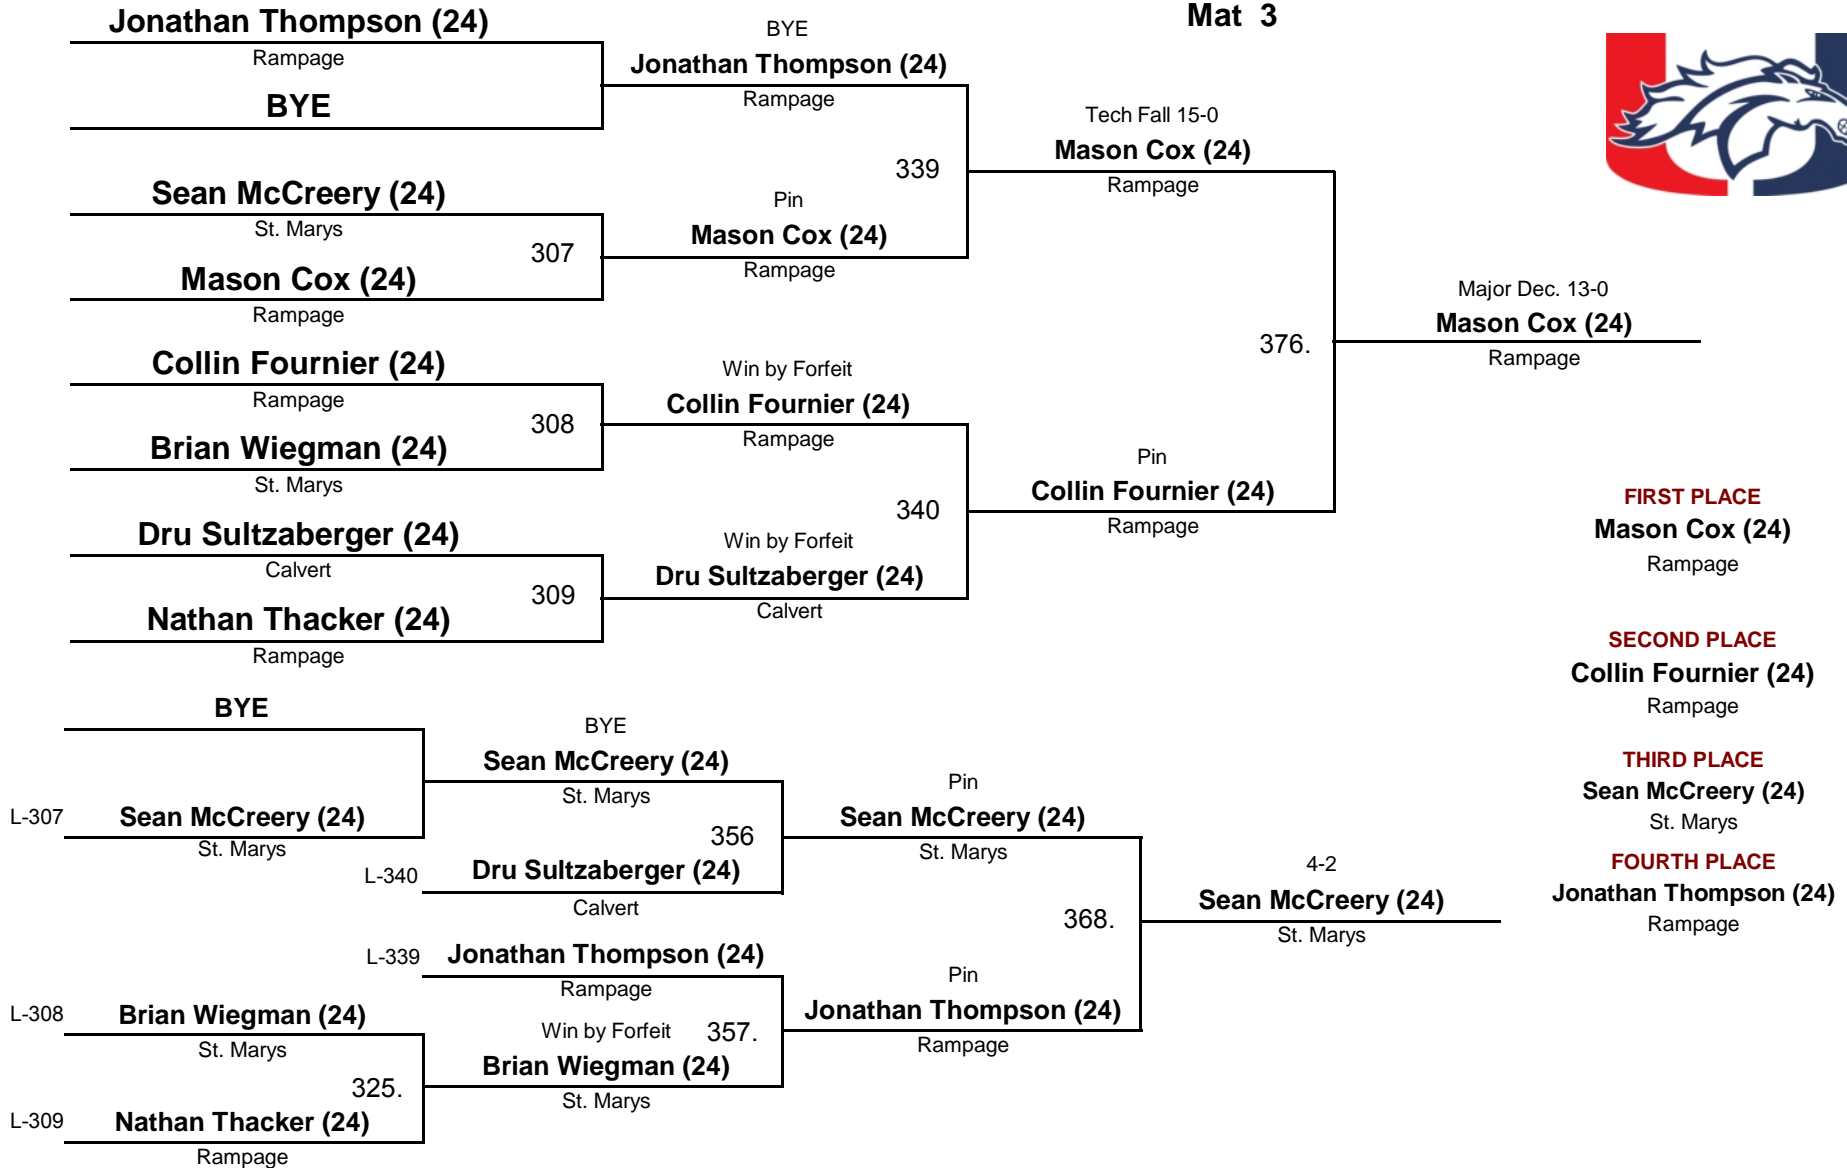 Mat 3
Jonathan Thompson (24)
Rampage
BYE
Sean McCreery (24)
St. Marys
307
Mason Cox (24)
Rampage
Collin Fournier (24)
Rampage
308
Brian Wiegman (24)
St. Marys
Dru Sultzaberger (24)
Calvert
309
Nathan Thacker (24)
Rampage
BYE
Jonathan Thompson (24)
Rampage
339
Pin
Mason Cox (24)
Rampage
Win by Forfeit
Collin Fournier (24)
Rampage
340
Win by Forfeit
Dru Sultzaberger (24)
Calvert
Tech Fall 15-0
Mason Cox (24)
Rampage
376.
Pin
Collin Fournier (24)
Rampage
Major Dec. 13-0
Mason Cox (24)
Rampage
FIRST PLACE
Mason Cox (24)
Rampage
SECOND PLACE
Collin Fournier (24)
Rampage
THIRD PLACE
Sean McCreery (24)
St. Marys
FOURTH PLACE
Jonathan Thompson (24)
Rampage
BYE
L-307
Sean McCreery (24)
St. Marys
L-308
Brian Wiegman (24)
St. Marys
325.
L-309
Nathan Thacker (24)
Rampage
BYE
Sean McCreery (24)
St. Marys
356
L-340
Dru Sultzaberger (24)
Calvert
L-339
Jonathan Thompson (24)
Rampage
Win by Forfeit
357.
Brian Wiegman (24)
St. Marys
Pin
Sean McCreery (24)
St. Marys
368.
Pin
Jonathan Thompson (24)
Rampage
4-2
Sean McCreery (24)
St. Marys